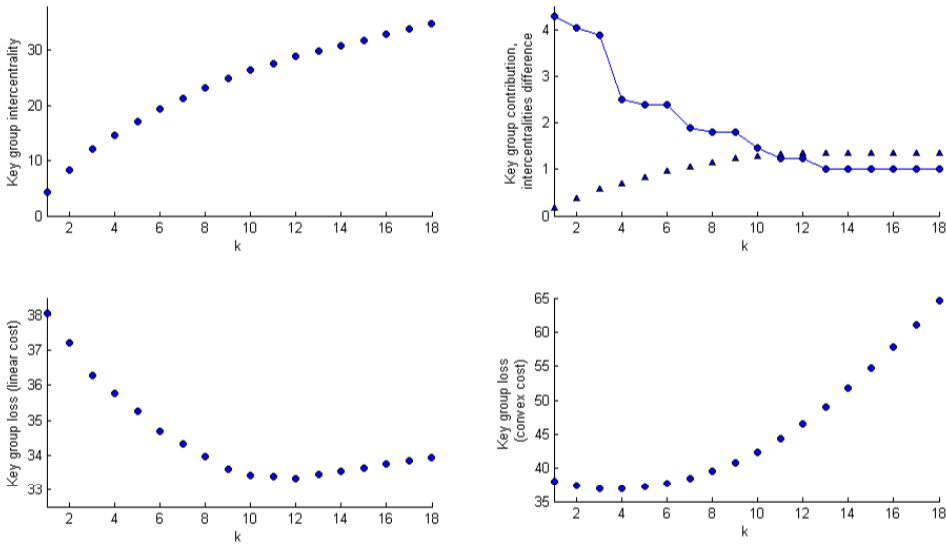 Key group intercentrality
30
20
10
0
2 4 6 8 10 12 14 16 18
k
Key group contribution,
intercentralities difference
4
3
2
1
0
2 4 6 8 10 12 14 16 18
k
Key group loss (linear cost)
38
37
36
35
34
33
2 4 6 8 10 12 14 16 18
k
Key group loss
(convex cost)
65
60
55
50
45
40
35
2 4 6 8 10 12 14 16 18
k